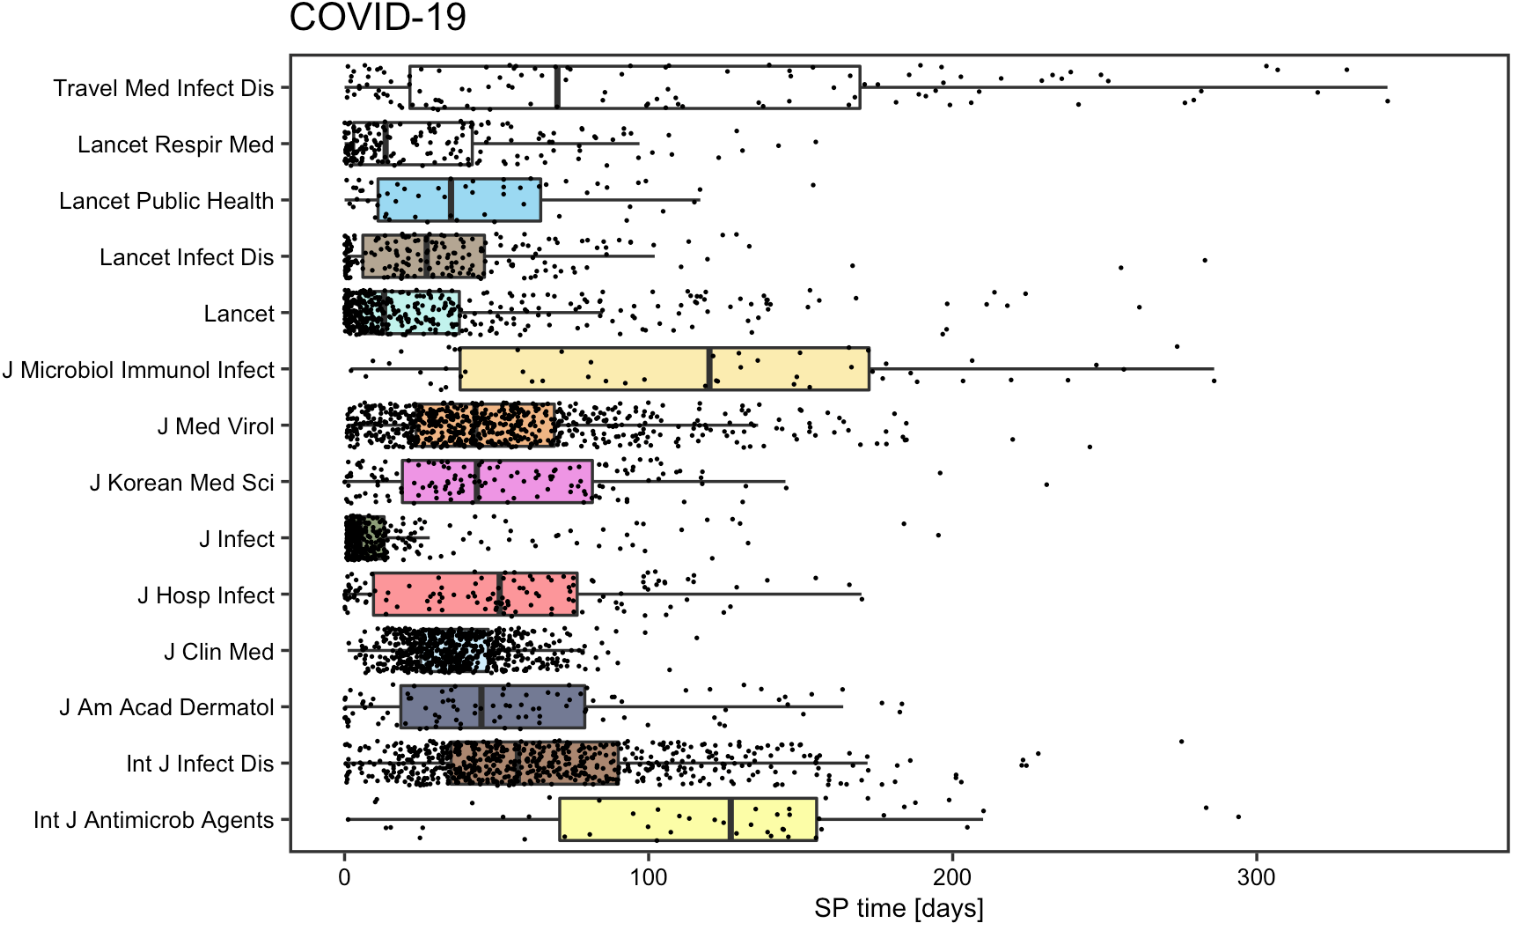 COVID-19
Travel Med Infect Dis
Lancet Respir Med
Lancet Public Health
Lancet Infect Dis
Lancet
J Microbiol Immunol Infect
J Med Virol
J Korean Med Sci
J Infect
J Hosp Infect
J Clin Med
J Am Acad Dermatol
Int J Infect Dis
Int J Antimicrob Agents
0 100 200 300
SP time [days]